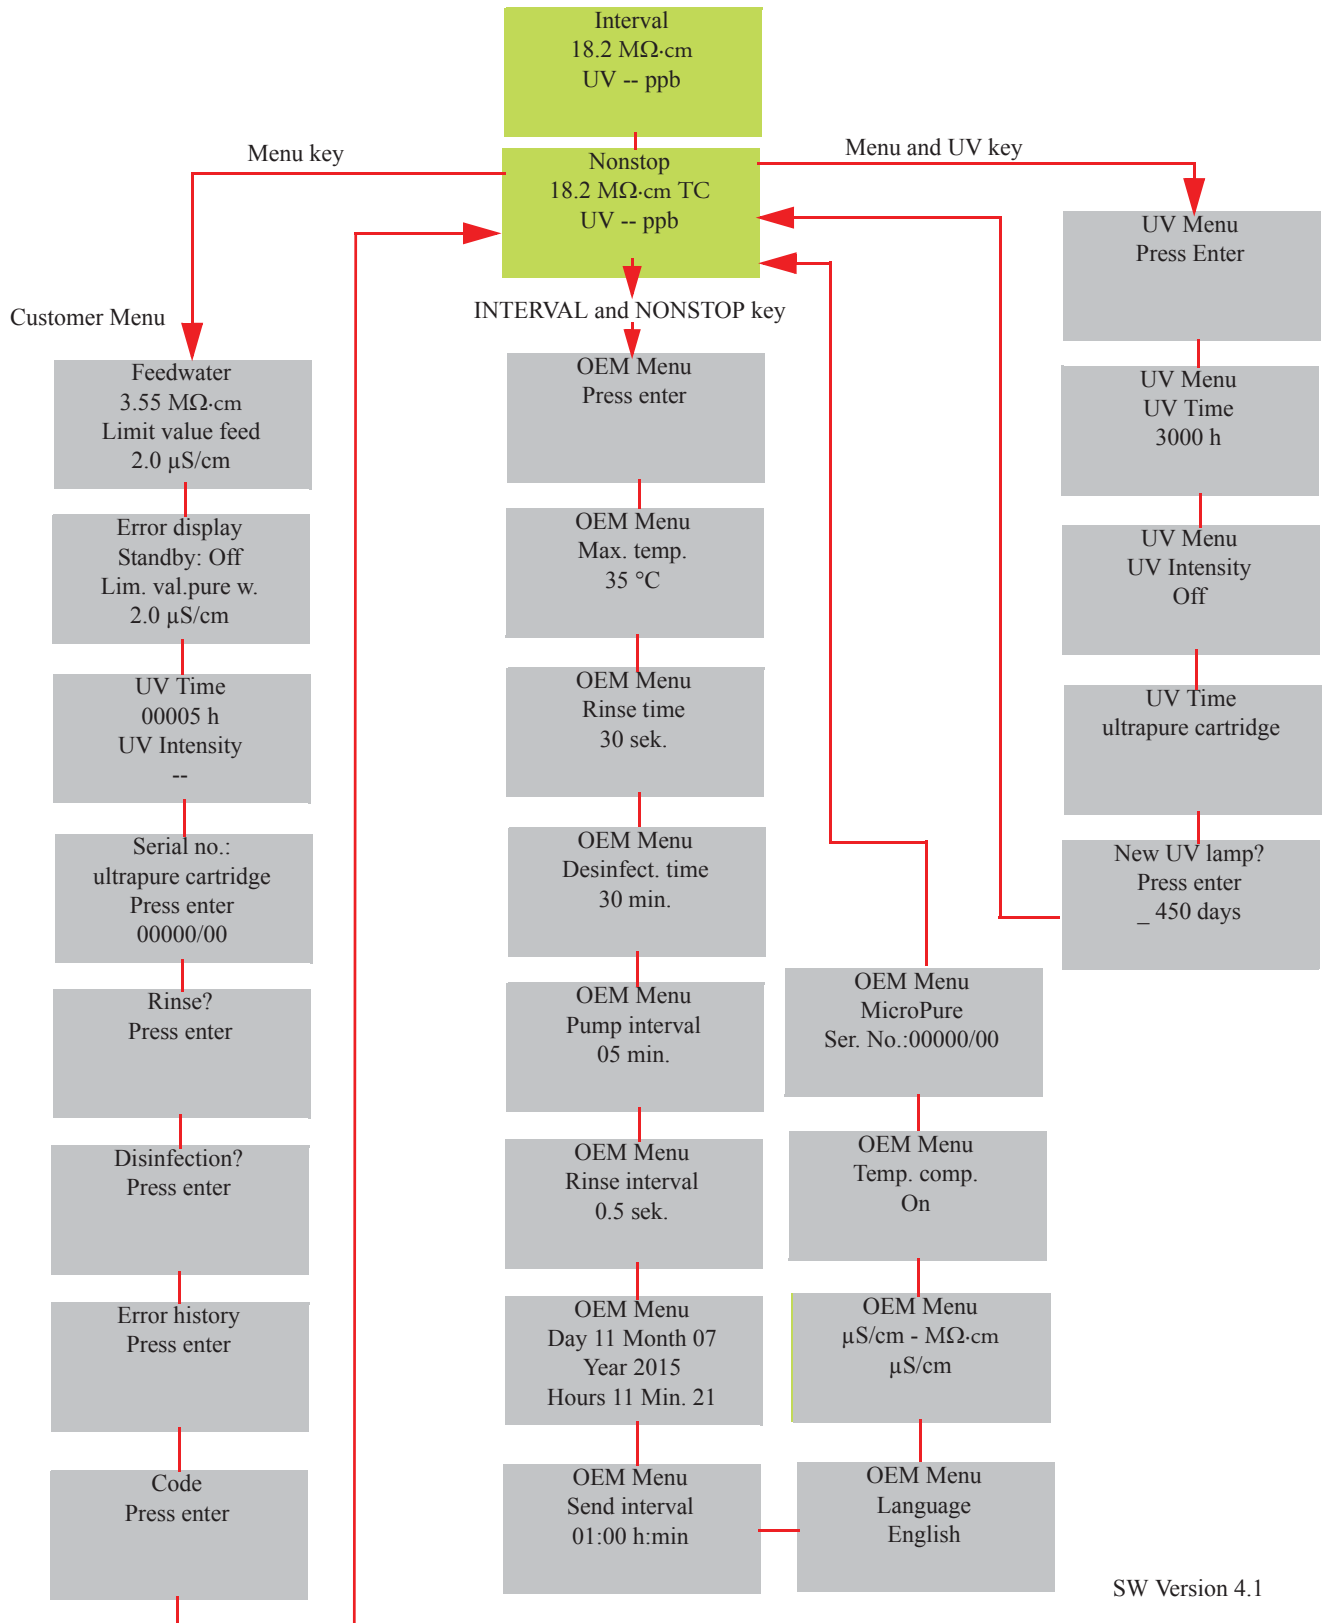 Interval
18.2 MΩ·cm
UV -- ppb
Menu key
Nonstop
18.2 MΩ·cm TC
UV -- ppb
Menu and UV key
Customer Menu
INTERVAL and NONSTOP key
Feedwater
3.55 MΩ·cm
Limit value feed
2.0 µS/cm
Error display
Standby: Off
Lim. val.pure w.
2.0 µS/cm
UV Time
00005 h
UV Intensity
--
Serial no.:
ultrapure cartridge
Press enter
00000/00
Rinse?
Press enter
Disinfection?
Press enter
Error history
Press enter
Code
Press enter
OEM Menu
Press enter
OEM Menu
Max. temp.
35 °C
OEM Menu
Rinse time
30 sek.
OEM Menu
Desinfect. time
30 min.
OEM Menu
Pump interval
05 min.
OEM Menu
Rinse interval
0.5 sek.
OEM Menu
Day 11 Month 07
Year 2015
Hours 11 Min. 21
OEM Menu
Send interval
01:00 h:min
OEM Menu
Language
English
OEM Menu
µS/cm - MΩ·cm
µS/cm
OEM Menu
Temp. comp.
On
OEM Menu
MicroPure
Ser. No.:00000/00
UV Menu
Press Enter
UV Menu
UV Time
3000 h
UV Menu
UV Intensity
Off
UV Time
ultrapure cartridge
New UV lamp?
Press enter
_ 450 days
SW Version 4.1